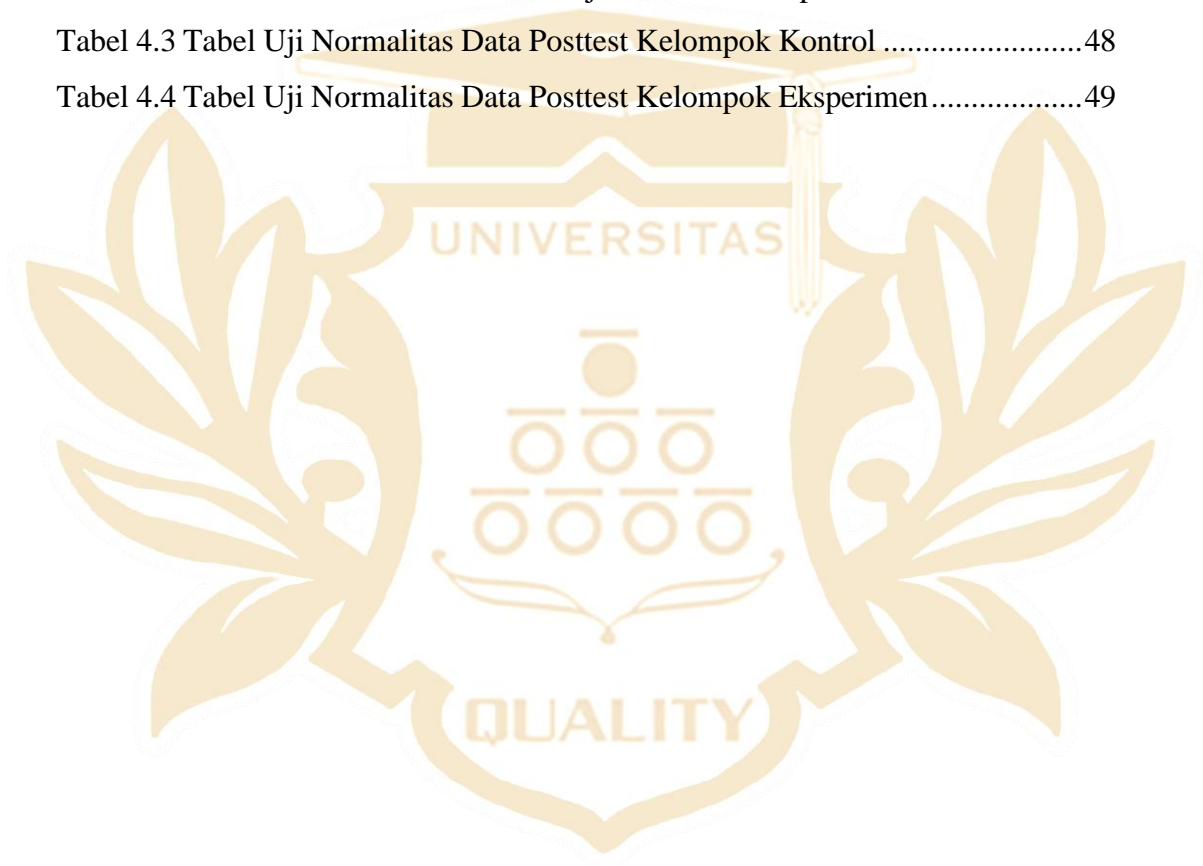 Tabel 4.3 Tabel Uji Normalitas Data Posttest Kelompok Kontrol .........................48
Tabel 4.4 Tabel Uji Normalitas Data Posttest Kelompok Eksperimen...................49
UNIVERSITAS
QUALITY